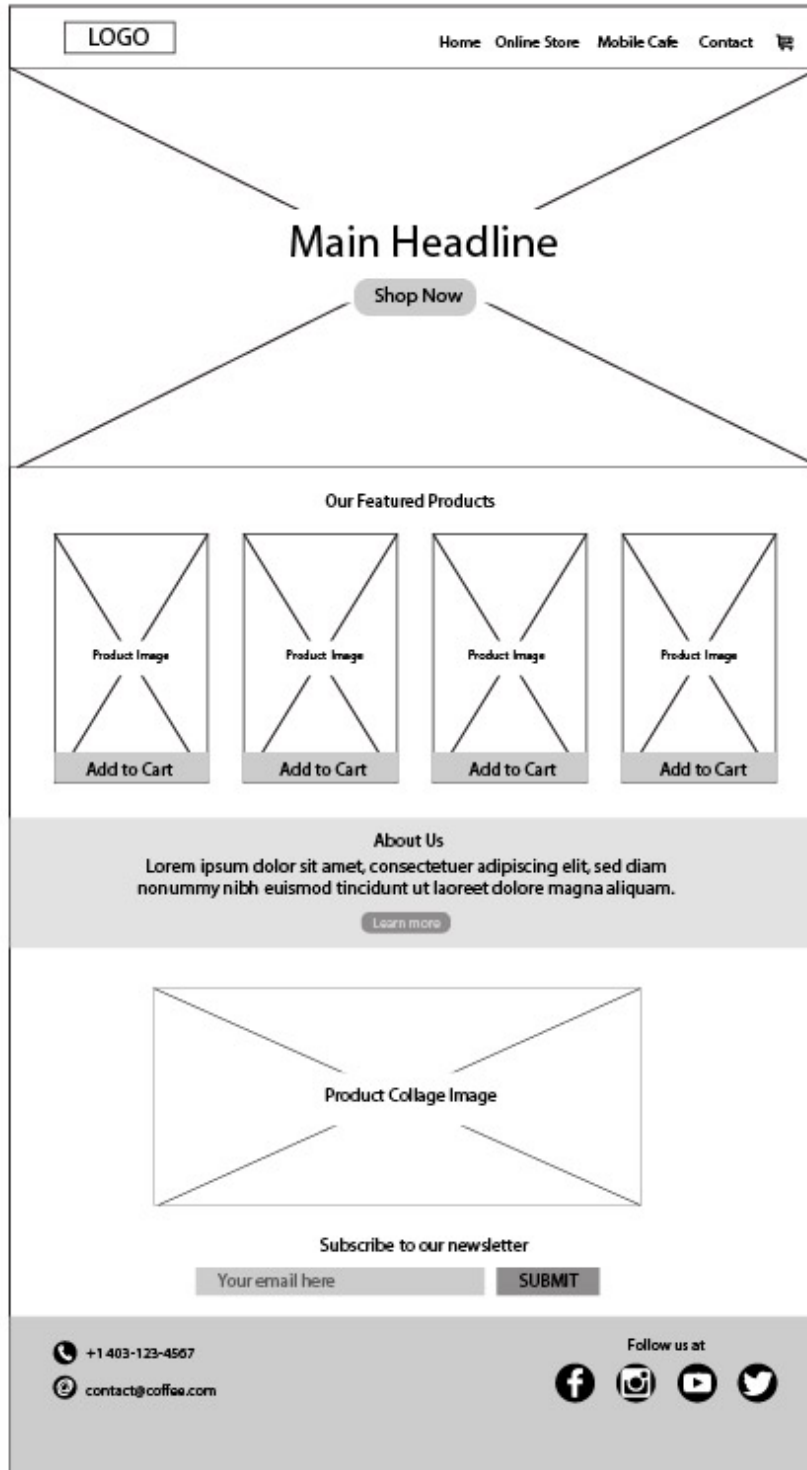 LOGO
Home Online Store Mobile Cafe Contact
Main Headline
Shop Now
Our Featured Products
Product Image Product Image Product Image Product Image
Add to Cart Add to Cart Add to Cart Add to Cart
About Us
Lorem ipsum dolor sit amet, consectetuer adipiscing elit, sed diam
nonummy nibh euismod tincidunt ut laoreet dolore magna aliquam.
Learn more
Product Collage Image
Subscribe to our newsletter
Your email here SUBMIT
+1 403-123-4567
contact@coffee.com
Follow us at